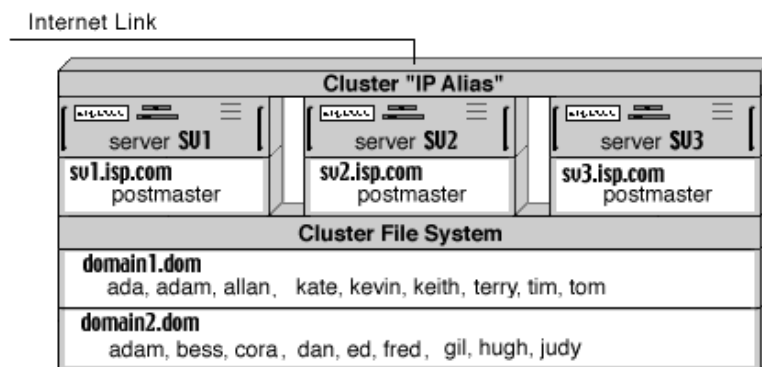 Internet Link
Cluster "IP Alias"
server SU1
server SU2
server SU3
sv1.isp.com
postmaster
sv2.isp.com
postmaster
sv3.isp.com
postmaster
Cluster File System
domain1.dom
ada, adam, allan, kate, kevin, keith, terry, tim, tom
domain2.dom
adam, bess, cora, dan, ed, fred, gil, hugh, judy